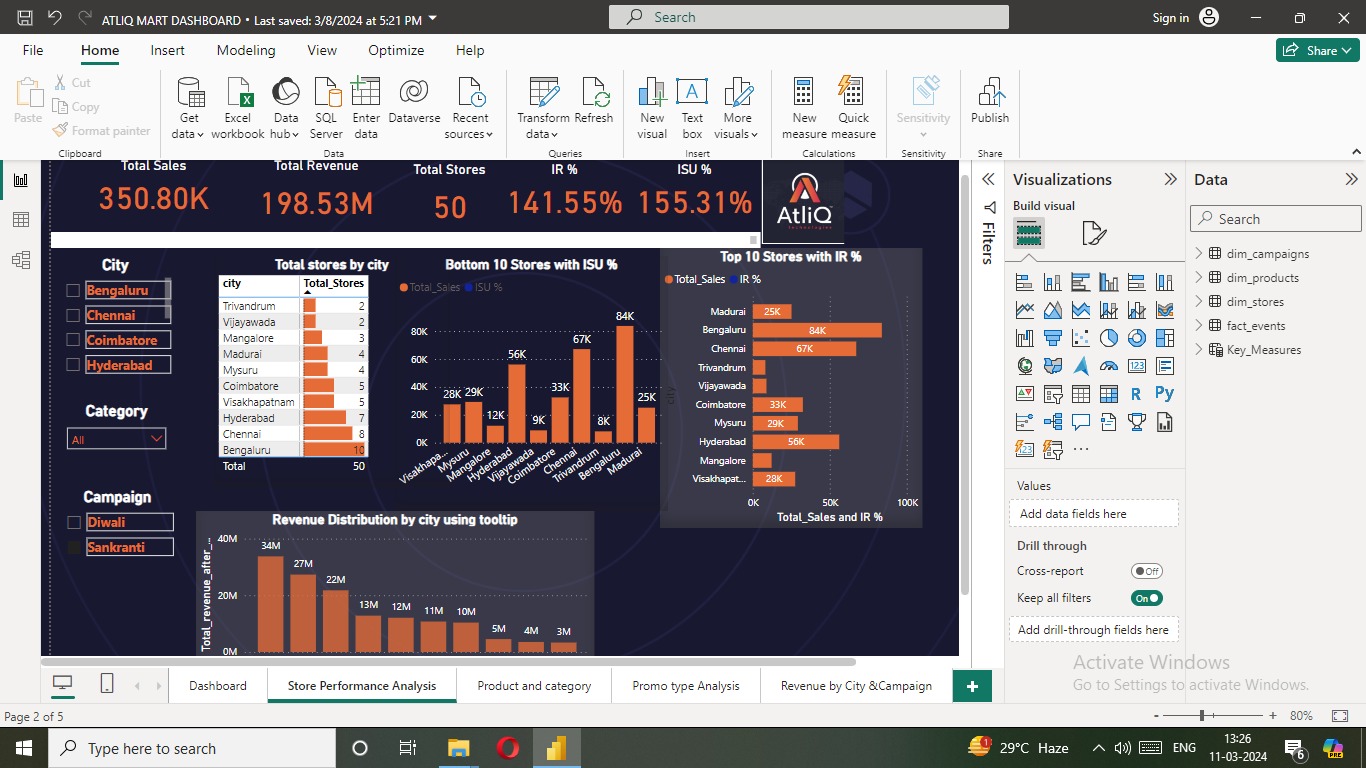 ATLIQ MART DASHBOARD • Last saved: 3/8/2024 at 5:21 PM
Search
Sign in
File Home Insert Modeling View Optimize Help
Share
Paste
Cut
Copy
Format painter
Clipboard
Get data
Excel workbook
Data hub
SQL Server
Enter data
Dataverse
Recent sources
Data
Transform data
Refresh
Queries
New visual
Text box
More visuals
Insert
New measure
Quick measure
Calculations
Sensitivity
Sensitivity
Publish
Share
Total Sales
350.80K
Total Revenue
198.53M
Total Stores
50
IR %
141.55%
ISU %
155.31%
AtliQ
technologies
City
Bengaluru
Chennai
Coimbatore
Hyderabad
Category
All
Campaign
Diwali
Sankranti
Total stores by city
city Total_Stores
Trivandrum 2
Vijayawada 2
Mangalore 3
Madurai 4
Mysuru 4
Coimbatore 5
Visakhapatnam 5
Hyderabad 7
Chennai 8
Bengaluru 10
Total 50
Bottom 10 Stores with ISU %
Total_Sales ISU %
80K
60K
40K
20K
0K
28K 29K 12K 56K 9K 33K 67K 8K 84K 25K
Visakhapa... Mysuru Mangalore Hyderabad Vijayawada Coimbatore Chennai Trivandrum Bengaluru Madurai
Top 10 Stores with IR %
Total_Sales IR %
city
Madurai 25K
Bengaluru 84K
Chennai 67K
Trivandrum
Vijayawada
Coimbatore 33K
Mysuru 29K
Hyderabad 56K
Mangalore
Visakhapat... 28K
0K 50K 100K
Total_Sales and IR %
Revenue Distribution by city using tooltip
Total_revenue_after_...
40M
20M
0M
34M 27M 22M 13M 12M 11M 10M 5M 4M 3M
Filters
Visualizations
Build visual
123
R
Py
Values
Add data fields here
Drill through
Cross-report Off
Keep all filters On
Add drill-through fields here
Data
Search
dim_campaigns
dim_products
dim_stores
fact_events
Key_Measures
Activate Windows
Go to Settings to activate Windows.
Dashboard
Store Performance Analysis
Product and category
Promo type Analysis
Revenue by City &Campaign
+
Page 2 of 5
- + 80%
Type here to search
1
29°C Haze
ENG
13:26
11-03-2024
6
PRE